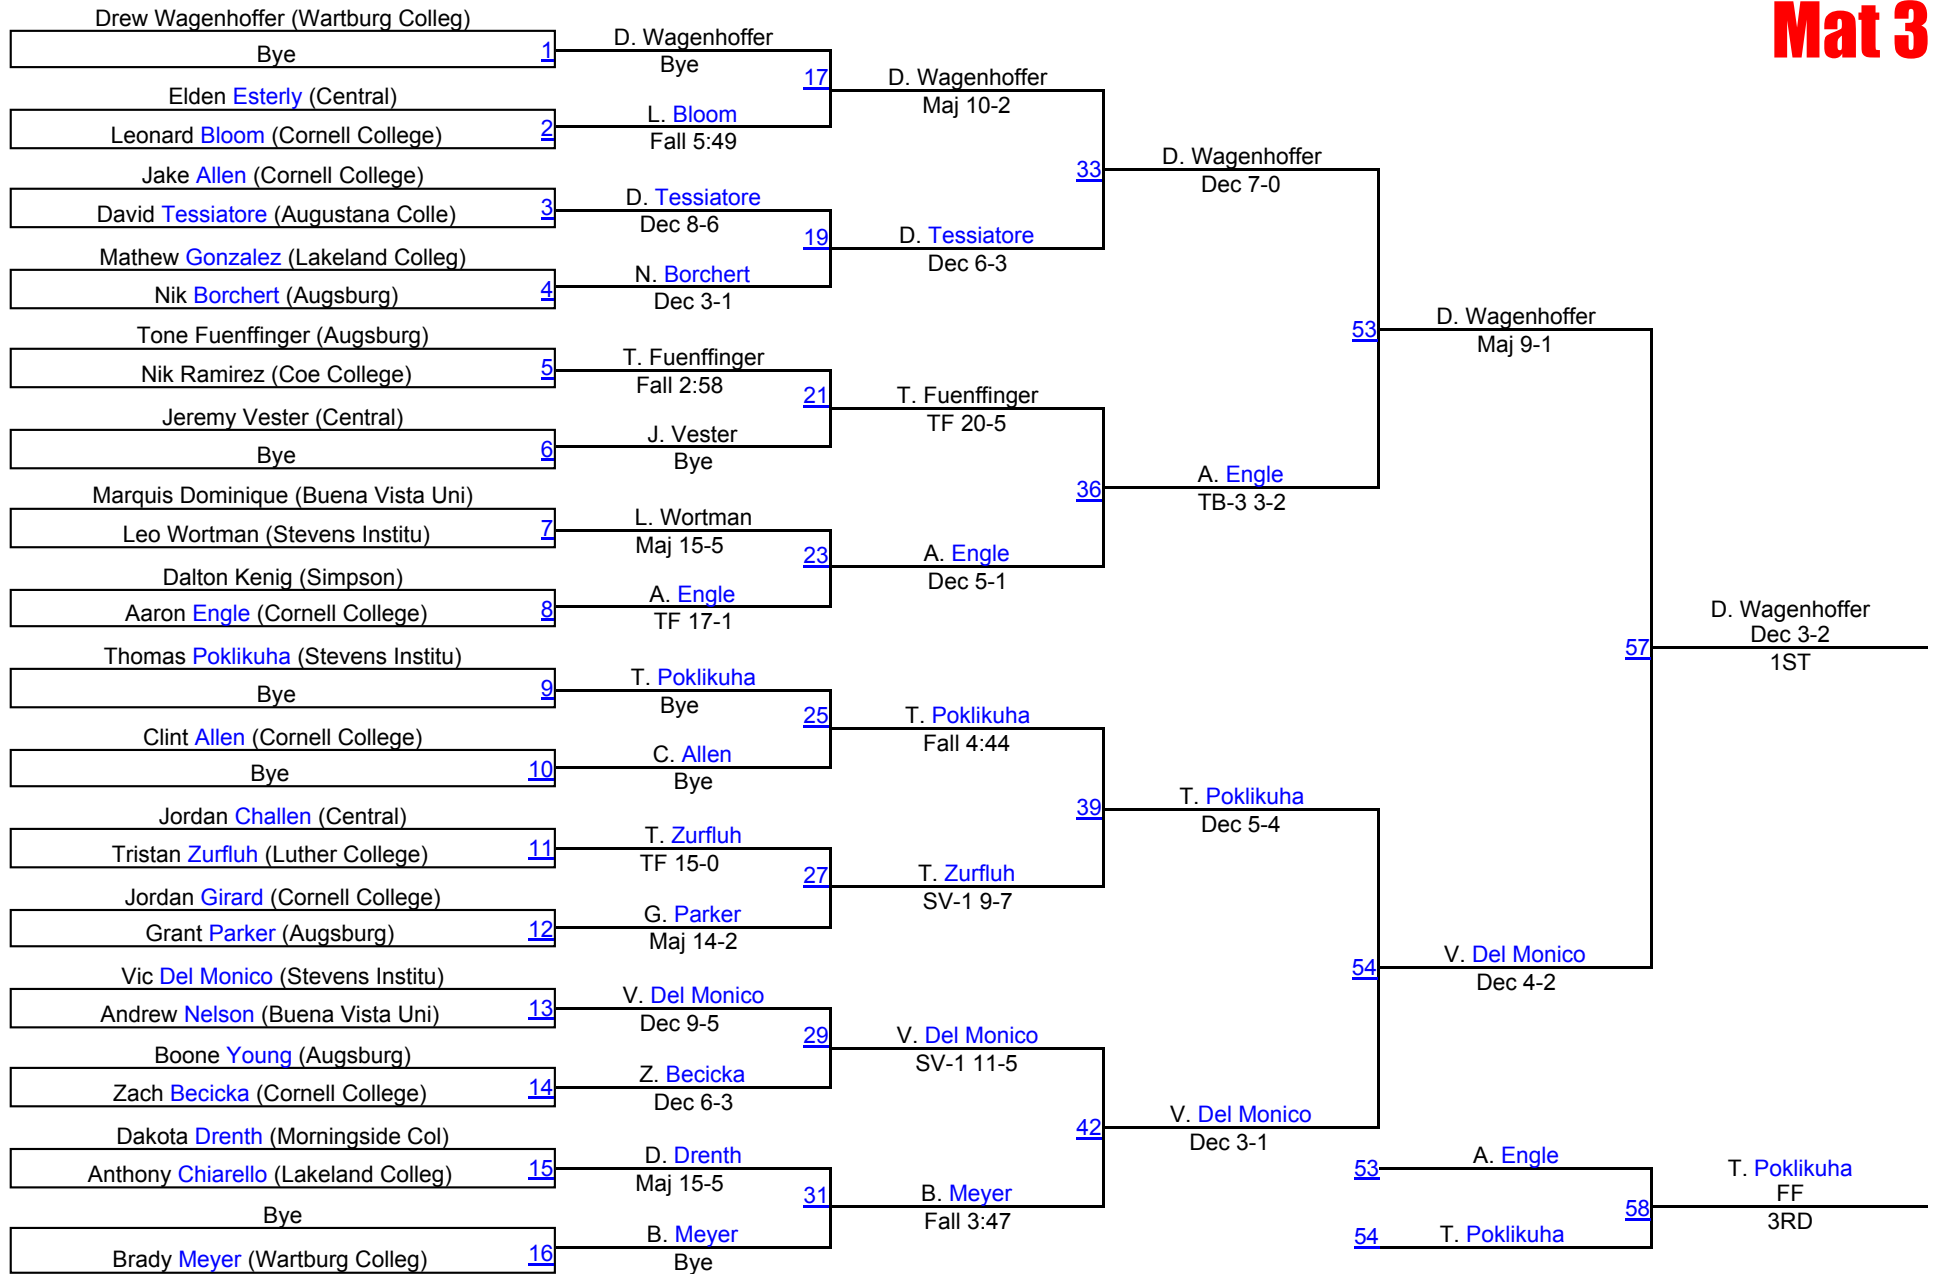 Mat 3
Drew Wagenhoffer (Wartburg Colleg)
Bye
1
Elden Esterly (Central)
Leonard Bloom (Cornell College)
2
Jake Allen (Cornell College)
David Tessiatore (Augustana Colle)
3
Mathew Gonzalez (Lakeland Colleg)
Nik Borchert (Augsburg)
4
Tone Fuenffinger (Augsburg)
Nik Ramirez (Coe College)
5
Jeremy Vester (Central)
Bye
6
Marquis Dominique (Buena Vista Uni)
Leo Wortman (Stevens Institu)
7
Dalton Kenig (Simpson)
Aaron Engle (Cornell College)
8
Thomas Poklikuha (Stevens Institu)
Bye
9
Clint Allen (Cornell College)
Bye
10
Jordan Challen (Central)
Tristan Zurfluh (Luther College)
11
Jordan Girard (Cornell College)
Grant Parker (Augsburg)
12
Vic Del Monico (Stevens Institu)
Andrew Nelson (Buena Vista Uni)
13
Boone Young (Augsburg)
Zach Becicka (Cornell College)
14
Dakota Drenth (Morningside Col)
Anthony Chiarello (Lakeland Colleg)
15
Bye
Brady Meyer (Wartburg Colleg)
16
D. Wagenhoffer
Bye
17
L. Bloom
Fall 5:49
D. Tessiatore
Dec 8-6
19
N. Borchert
Dec 3-1
T. Fuenffinger
Fall 2:58
21
J. Vester
Bye
L. Wortman
Maj 15-5
23
A. Engle
TF 17-1
T. Poklikuha
Bye
25
C. Allen
Bye
T. Zurfluh
TF 15-0
27
G. Parker
Maj 14-2
V. Del Monico
Dec 9-5
29
Z. Becicka
Dec 6-3
D. Drenth
Maj 15-5
31
B. Meyer
Bye
D. Wagenhoffer
Maj 10-2
33
D. Tessiatore
Dec 6-3
T. Fuenffinger
TF 20-5
36
A. Engle
Dec 5-1
T. Poklikuha
Fall 4:44
39
T. Zurfluh
SV-1 9-7
V. Del Monico
SV-1 11-5
42
B. Meyer
Fall 3:47
D. Wagenhoffer
Dec 7-0
53
A. Engle
TB-3 3-2
T. Poklikuha
Dec 5-4
54
V. Del Monico
Dec 3-1
D. Wagenhoffer
Maj 9-1
57
V. Del Monico
Dec 4-2
D. Wagenhoffer
Dec 3-2
1ST
53
A. Engle
58
54
T. Poklikuha
T. Poklikuha
FF
3RD